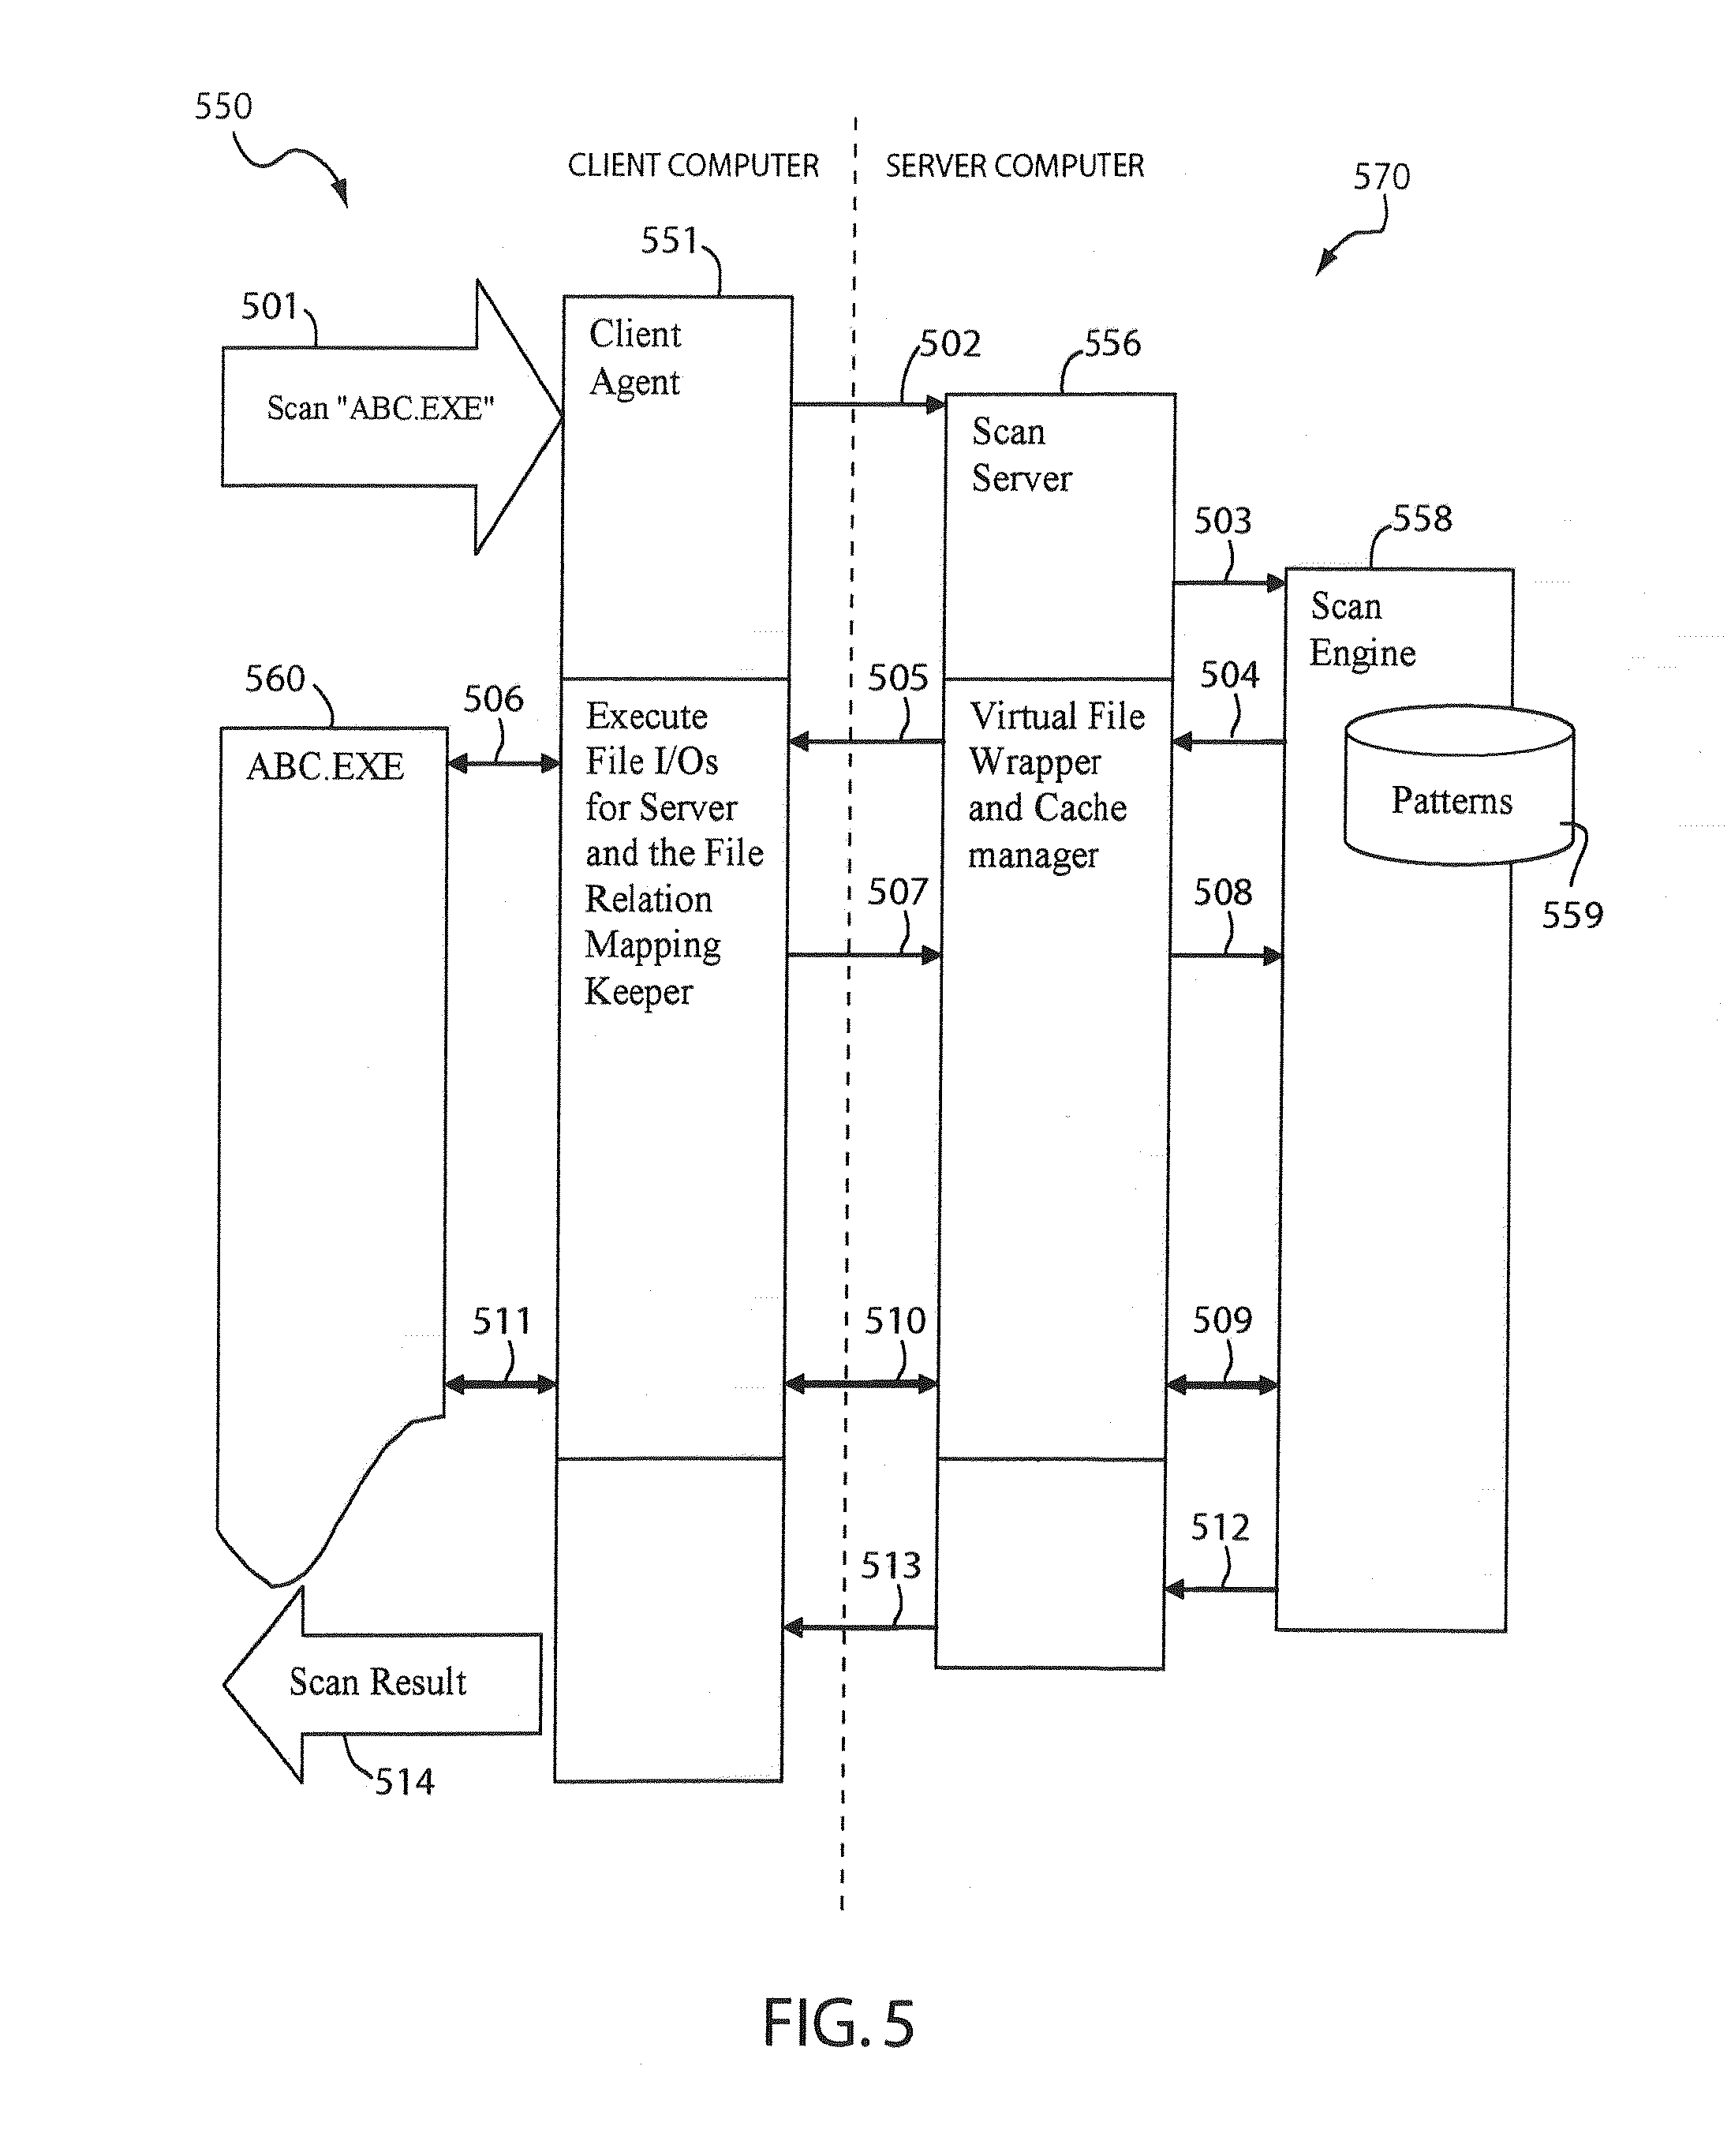 550
CLIENT COMPUTER
SERVER COMPUTER
570
551
501
Client
Agent
502
556
Scan "ABC.EXE"
Scan
Server
503
558
Scan
Engine
560
506
505
504
ABC.EXE
Execute
File I/Os
for Server
and the File
Relation
Mapping
Keeper
Virtual File
Wrapper
and Cache
manager
Patterns
507
508
559
511
510
509
512
513
Scan Result
514
FIG. 5